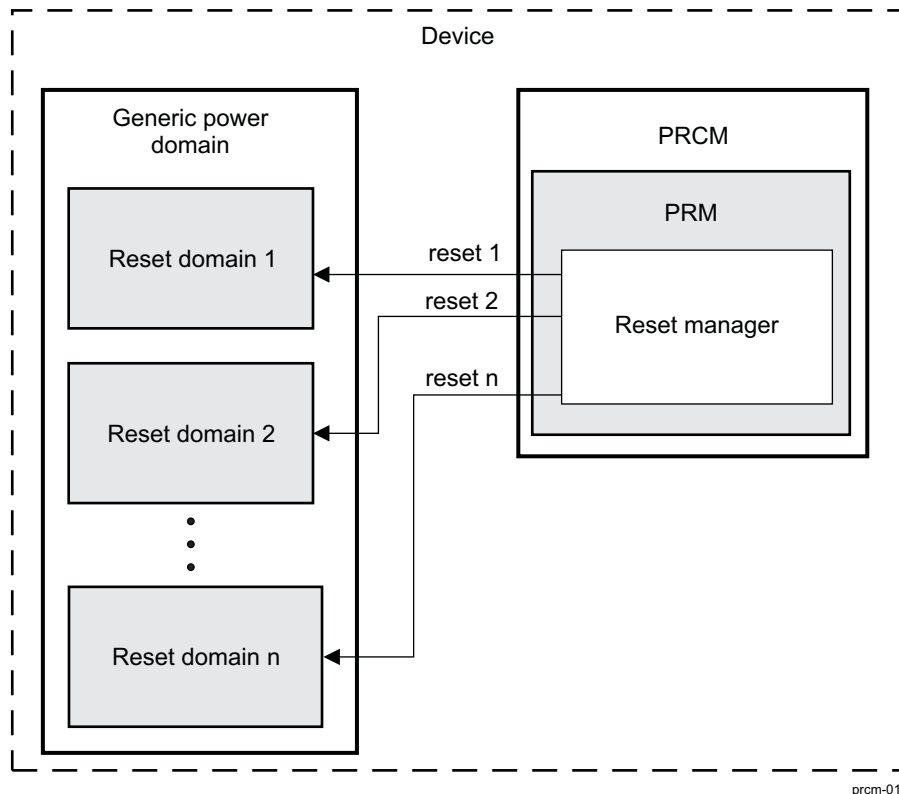 Device
Generic power
domain
Reset domain 1
Reset domain 2
Reset domain n
reset 1
reset 2
reset n
PRCM
PRM
Reset manager
prcm-01